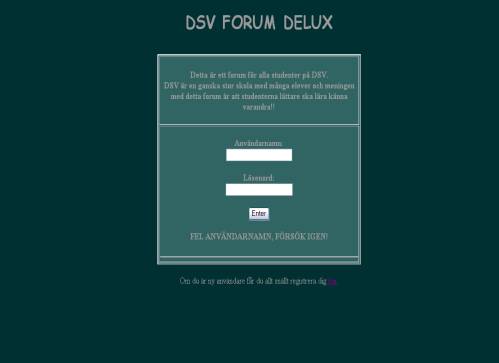 DSV FORUM DELUX
Detta är ett forum för alla studenter på DSV.
DSV är en ganska stor skola med många elever och meningen
med detta forum är att studenterna lättare ska lära känna
varandra!!
Användarnamn:
Lösenord:
Enter
FEL ANVÄNDARNAMN, FÖRSÖK IGEN!
Om du är ny användare får du allt snällt registrera dig